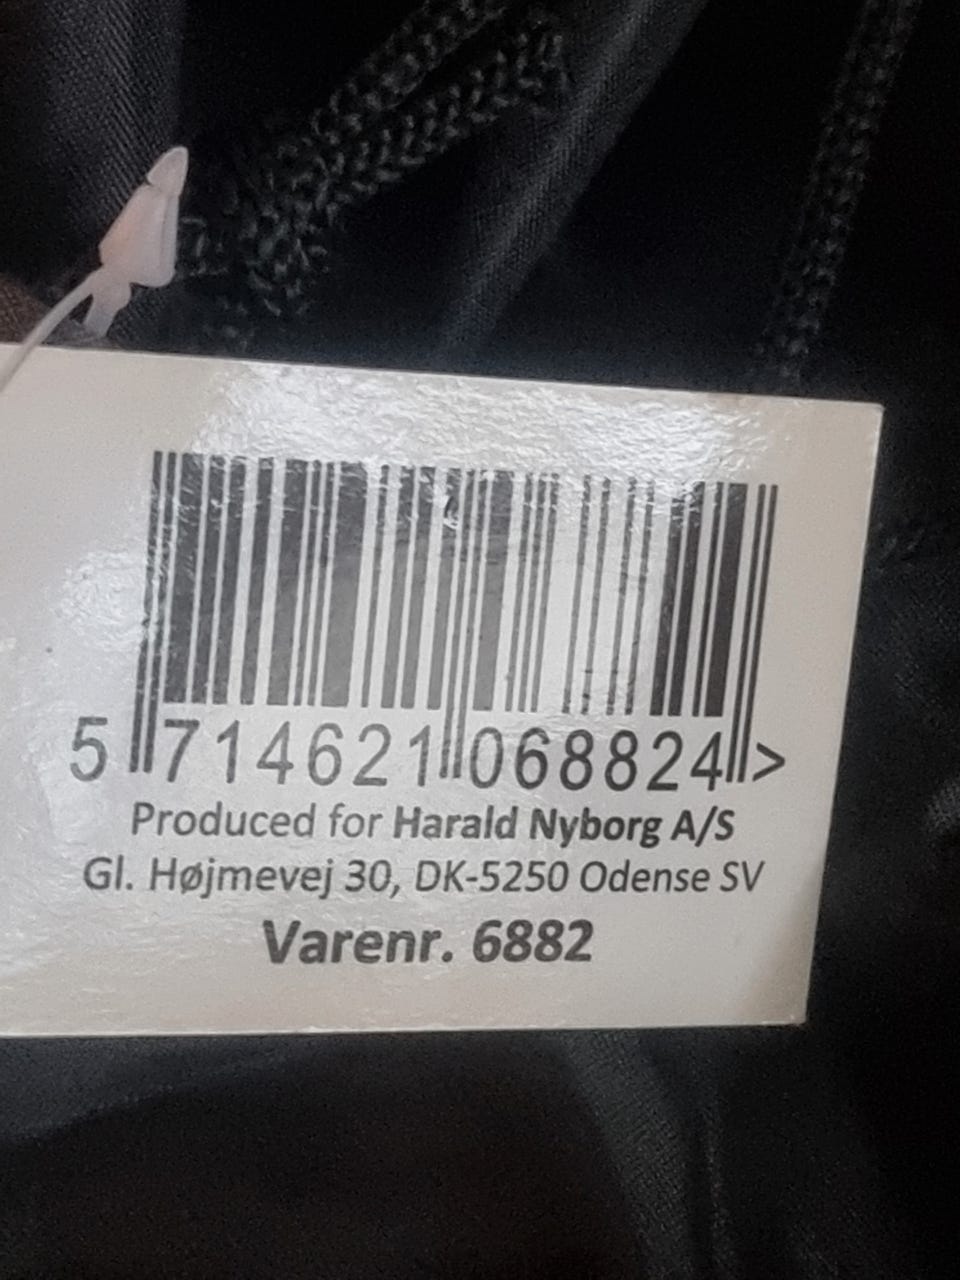 5 714621 068824 >
Produced for Harald Nyborg A/S
Gl. Højmevej 30, DK-5250 Odense SV
Varenr. 6882